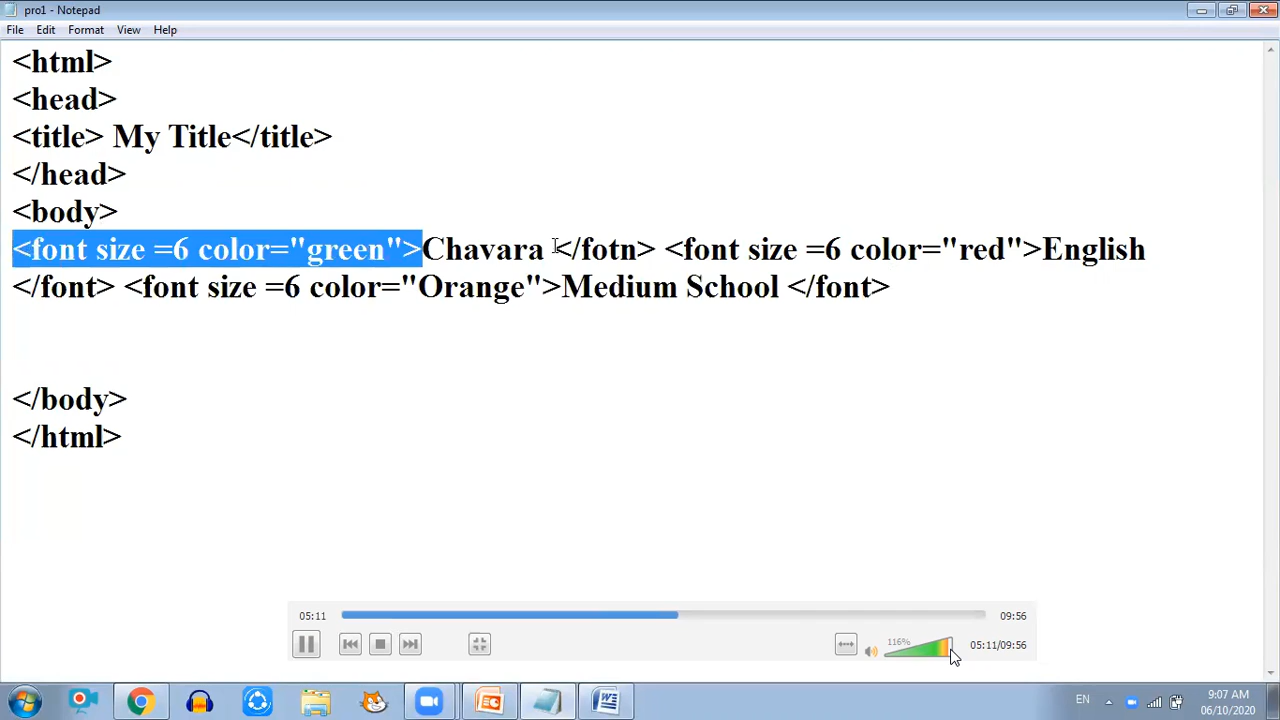 pro1 - Notepad
File Edit Format View Help
<html>
<head>
<title> My Title</title>
</head>
<body>
<font size =6 color="green">Chavara </fotn> <font size =6 color="red">English
</font> <font size =6 color="Orange">Medium School </font>
</body>
</html>
05:11 09:56
116% 05:11/09:56
EN 9:07 AM
06/10/2020